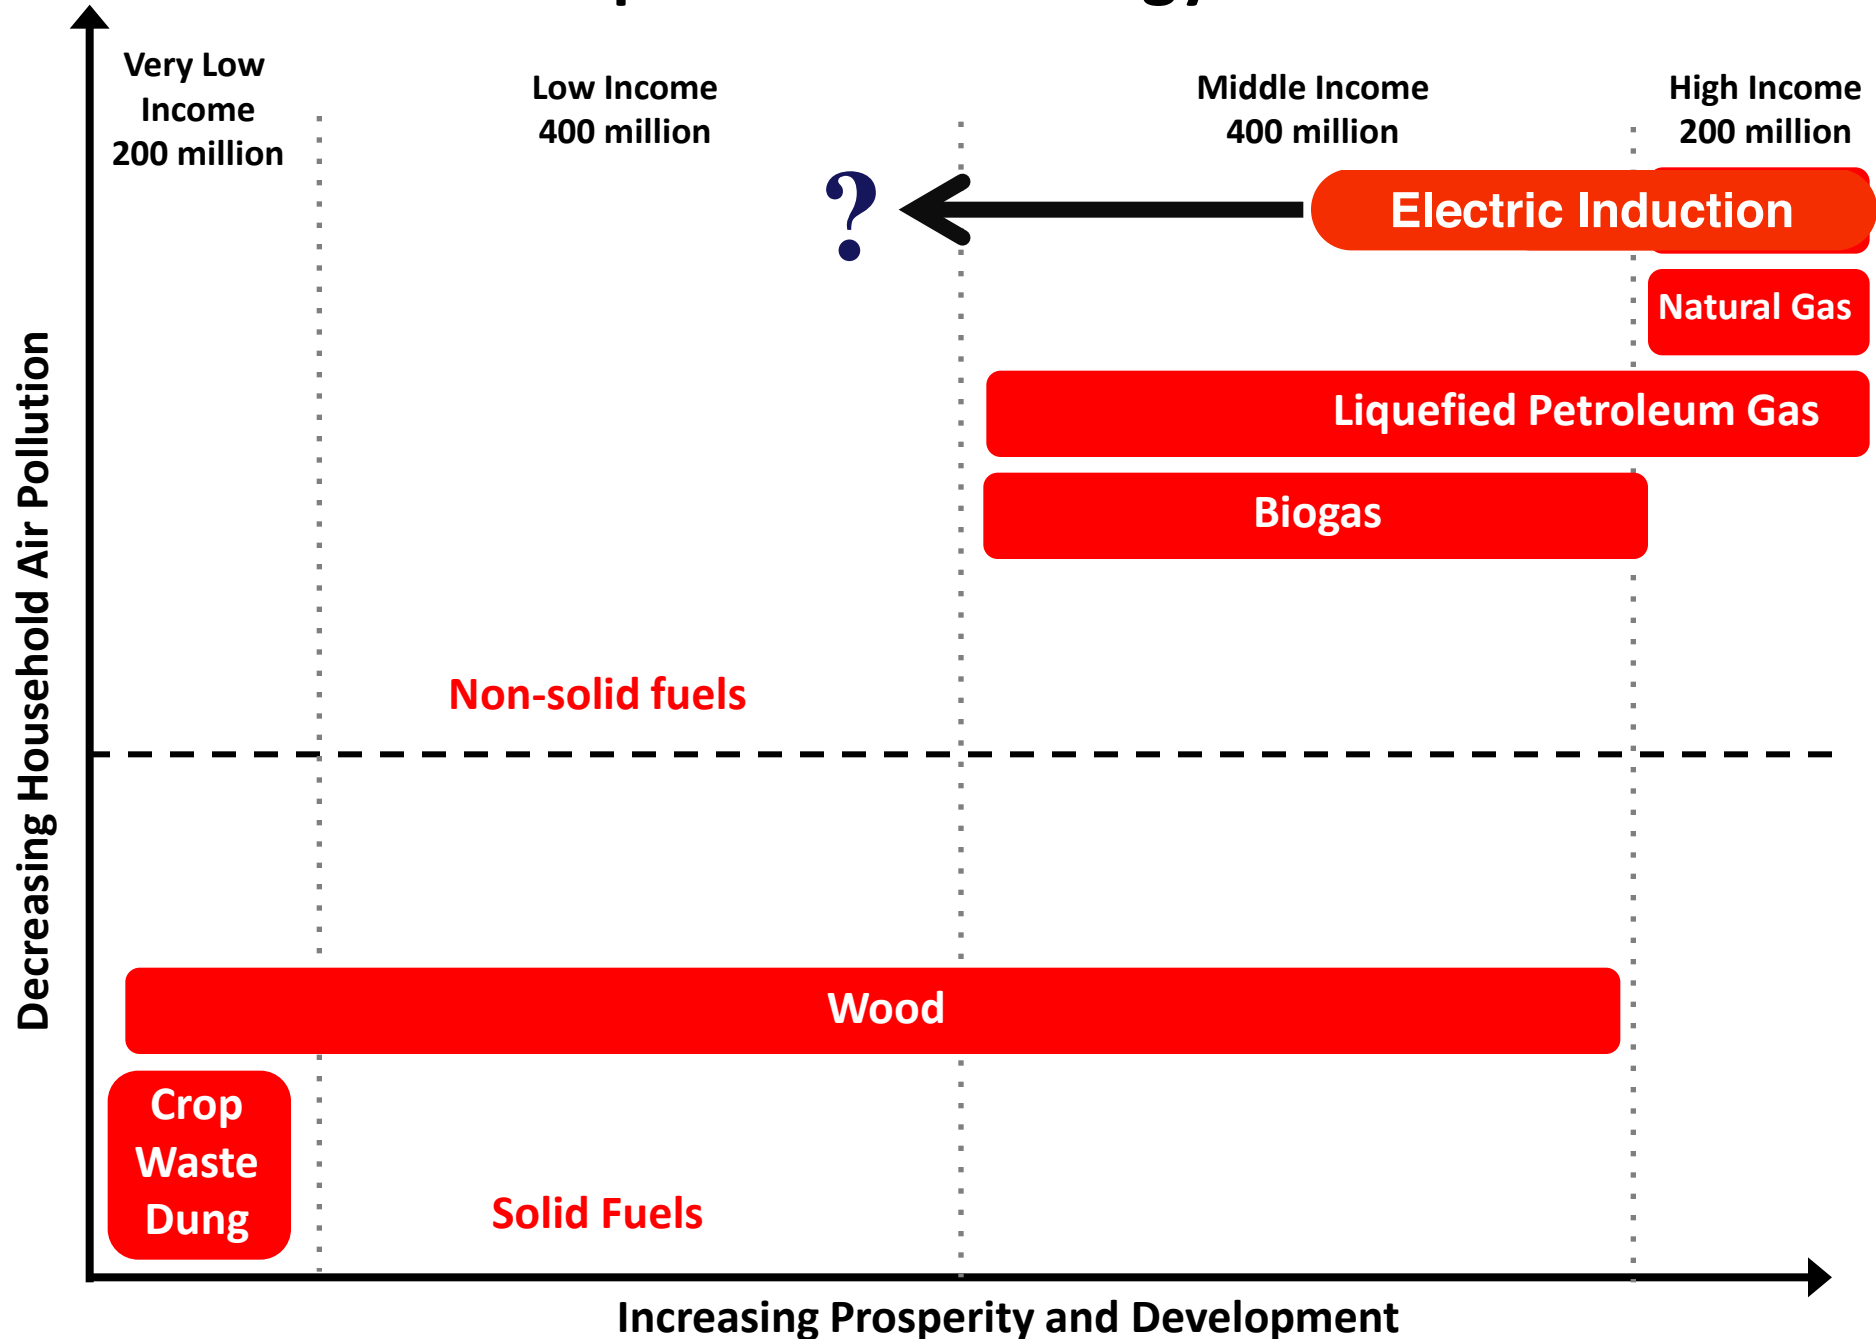 Very Low
Income
200 million
Low Income
400 million
Middle Income
400 million
High Income
200 million
?
Electric Induction
Natural Gas
Liquefied Petroleum Gas
Biogas
Non-solid fuels
Wood
Crop
Waste
Dung
Solid Fuels
Decreasing Household Air Pollution
Increasing Prosperity and Development